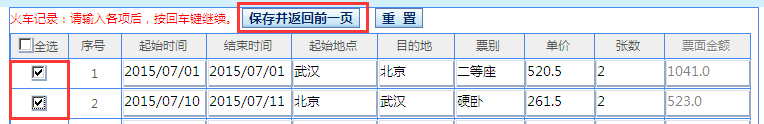 火车记录：请输入各项后，按回车键继续。 保存并返回前一页 重 置
全选 序号 起始时间 结束时间 起始地点 目的地 票别 单价 张数 票面金额
1 2015/07/01 2015/07/01 武汉 北京 二等座 520.5 2 1041.0
2 2015/07/10 2015/07/11 北京 武汉 硬卧 261.5 2 523.0